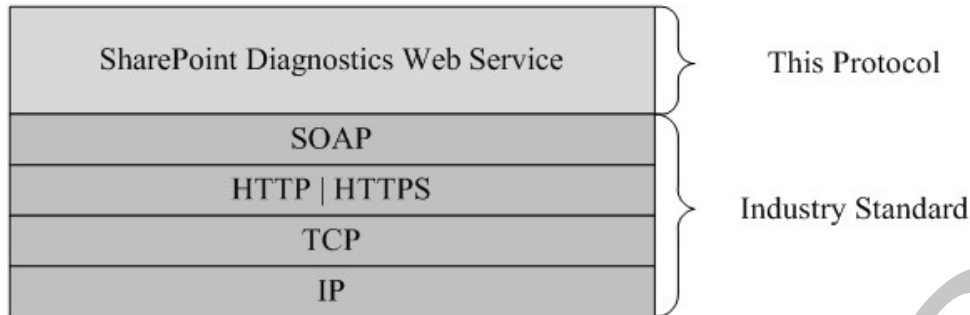 SharePoint Diagnostics Web Service
This Protocol
SOAP
HTTP | HTTPS
TCP
IP
Industry Standard